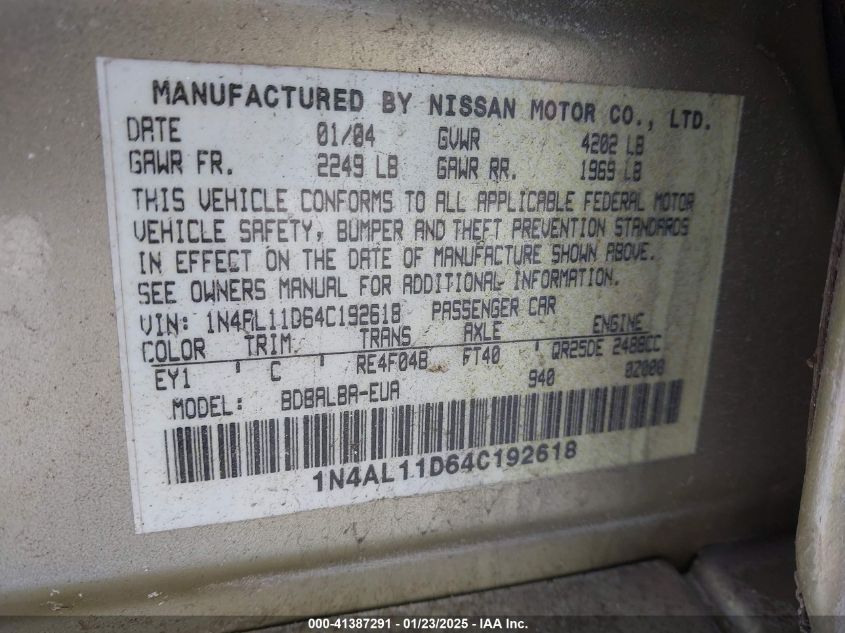 MANUFACTURED BY NISSAN MOTOR CO., LTD.
DATE 01/04 GVWR 4202 LB
GAWR FR. 2249 LB GAWR RR. 1969 LB
THIS VEHICLE CONFORMS TO ALL APPLICABLE FEDERAL MOTOR
VEHICLE SAFETY, BUMPER AND THEFT PREVENTION STANDARDS
IN EFFECT ON THE DATE OF MANUFACTURE SHOWN ABOVE.
SEE OWNERS MANUAL FOR ADDITIONAL INFORMATION.
VIN: 1N4AL11D64C192618 PASSENGER CAR
COLOR TRIM TRANS AXLE ENGINE
EY1 ' C ' RE4F04B FT40 QR25DE 2488CC
MODEL: BDBALBA-EUA 940 02000
1N4AL11D64C192618
000-41387291 - 01/23/2025 - IAA Inc.